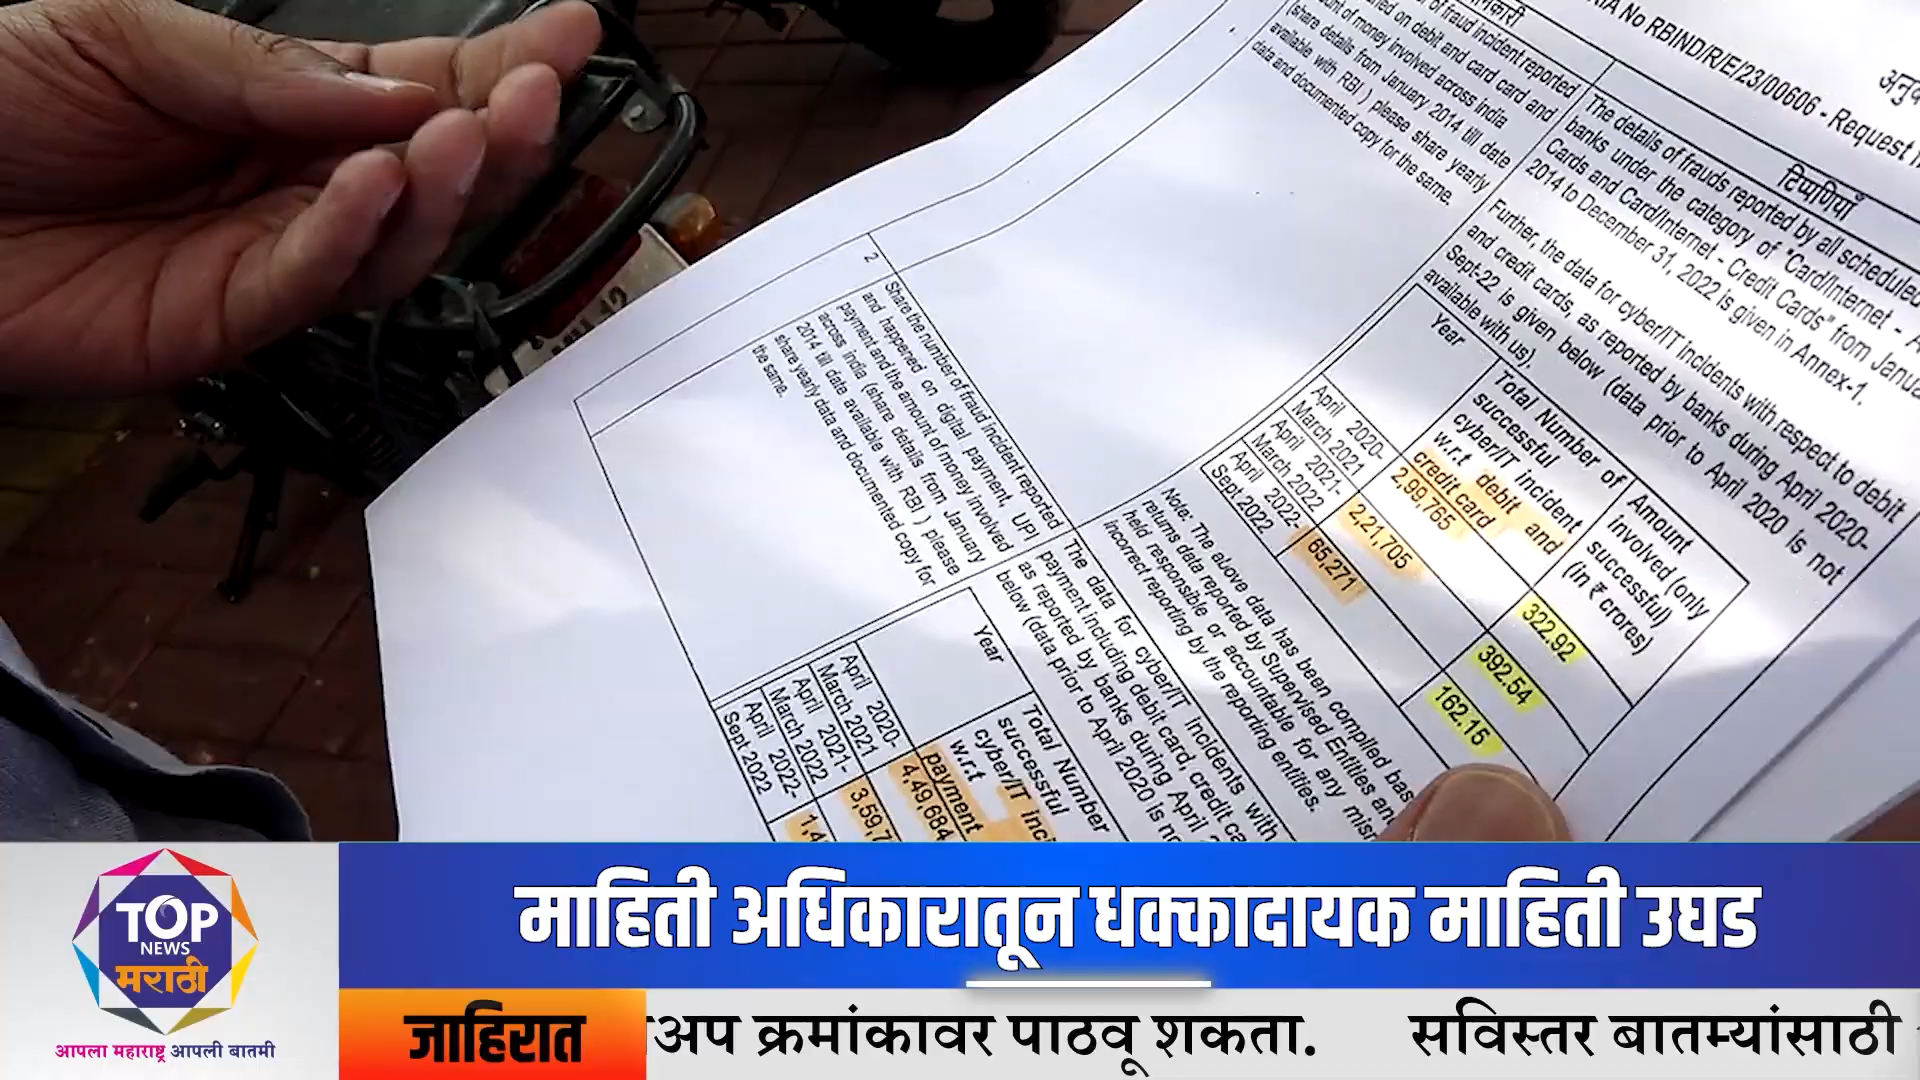 RIA No RBIND/R/E/23/00606 - Request
टिप्पणियाँ
of fraud incident reported
on debit and card card and
of money involved across India
(share details from January 2014 till date
available with RBI ) please share yearly
data and documented copy for the same.
The details of frauds reported by all scheduled
banks under the category of "Card/Internet -
Cards and Card/Internet - Credit Cards" from
2014 to December 31, 2022 is given in Annex-1.
Further, the data for cyber/IT incidents with respect to debit
and credit cards, as reported by banks during April 2020-
Sept-22 is given below (data prior to April 2020 is not
available with us).
Year
Total Number of
successful
cyber/IT incident
w.r.t debit and
credit card
Amount
involved (only
successful)
(In ₹ crores)
April 2020-
March 2021
2,99,765
322.92
April 2021-
March 2022
2,21,705
392.54
April 2022-
Sept 2022
65,271
162.15
Note: The above data has been compiled
returns data reported by Supervised Entities
held responsible or accountable for any
incorrect reporting by the reporting entities.
2
Share the number of fraud incident reported
and happened on digital payment, UPI
payment and the amount of money involved
across India (share details from January
2014 till data available with RBI ) please
share yearly data and documented copy for
the same.
The data for cyber/IT Incidents with
payment including debit card, credit
as reported by banks during April
below (data prior to April 2020 is
Year
Total Number
successful
cyber/IT
w.r.t
payment
April 2020-
March 2021
4,49,684
April 2021-
March 2022
3,59,7
April 2022-
Sept 2022
1,4
TOP
NEWS
मराठी
आपला महाराष्ट्र आपली बातमी
माहिती अधिकारातून धक्कादायक माहिती उघड
जाहिरात
अप क्रमांकावर पाठवू शकता. सविस्तर बातम्यांसाठी